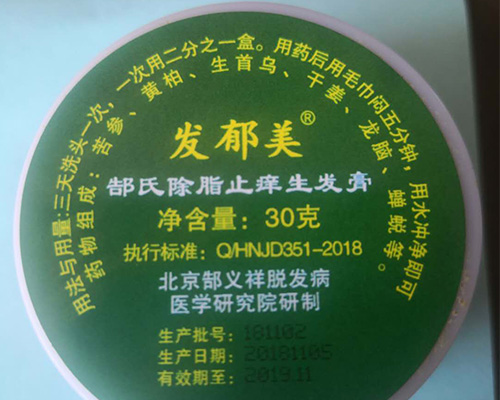 用法与用量:三天洗头一次,一次用二分之一盒。用药后用毛巾闷五分钟,用水冲净即可
药物组成:苦参、黄柏、生首乌、干姜、龙脑、蝉蜕等。
发郁美®
郜氏除脂止痒生发膏
净含量:30克
执行标准:Q/HNJD351-2018
北京郜义祥脱发病
医学研究院研制
生产批号:181102
生产日期:20181105
有效期至:2019.11